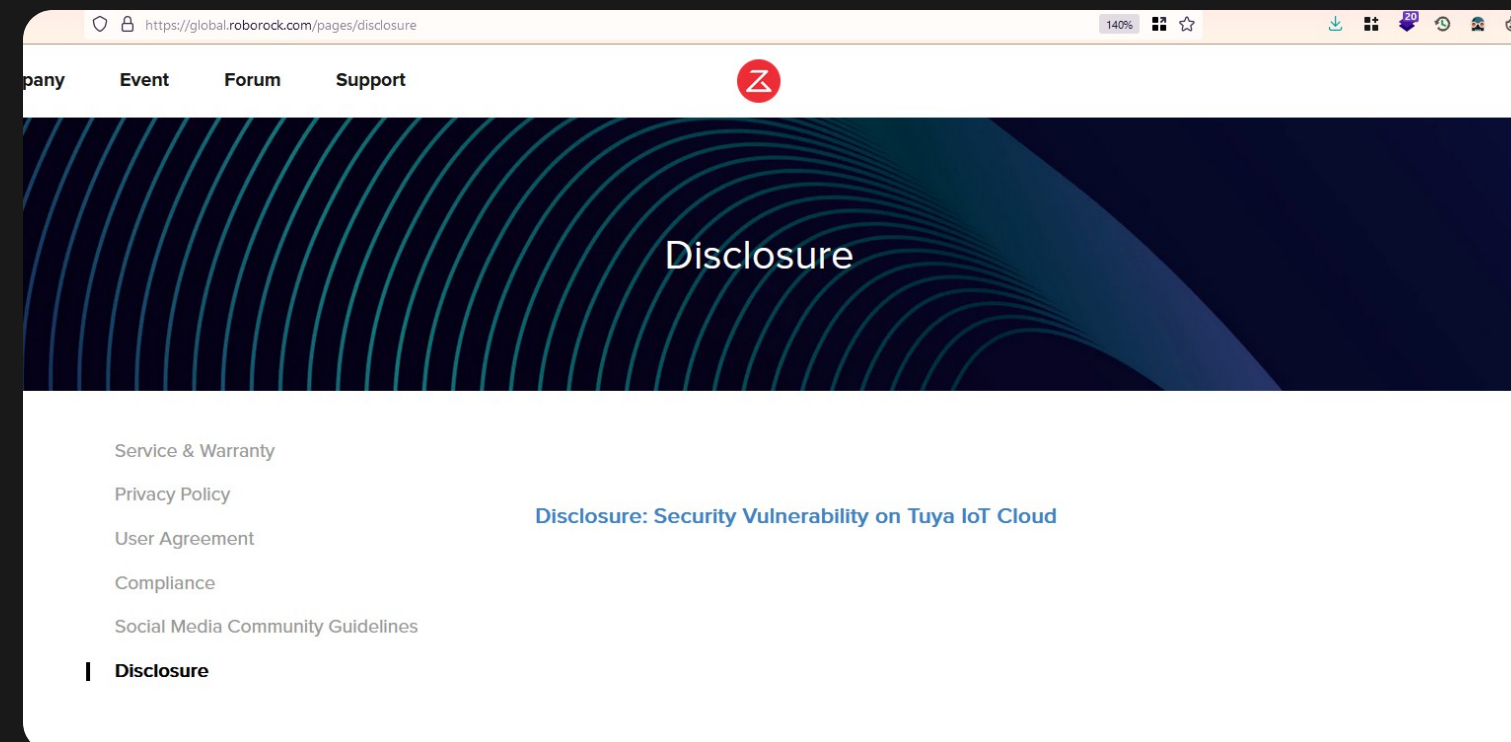 https://global.roborock.com/pages/disclosure 140% 20
pany Event Forum Support
Disclosure
Service & Warranty
Privacy Policy
User Agreement
Compliance
Social Media Community Guidelines
Disclosure
Disclosure: Security Vulnerability on Tuya IoT Cloud